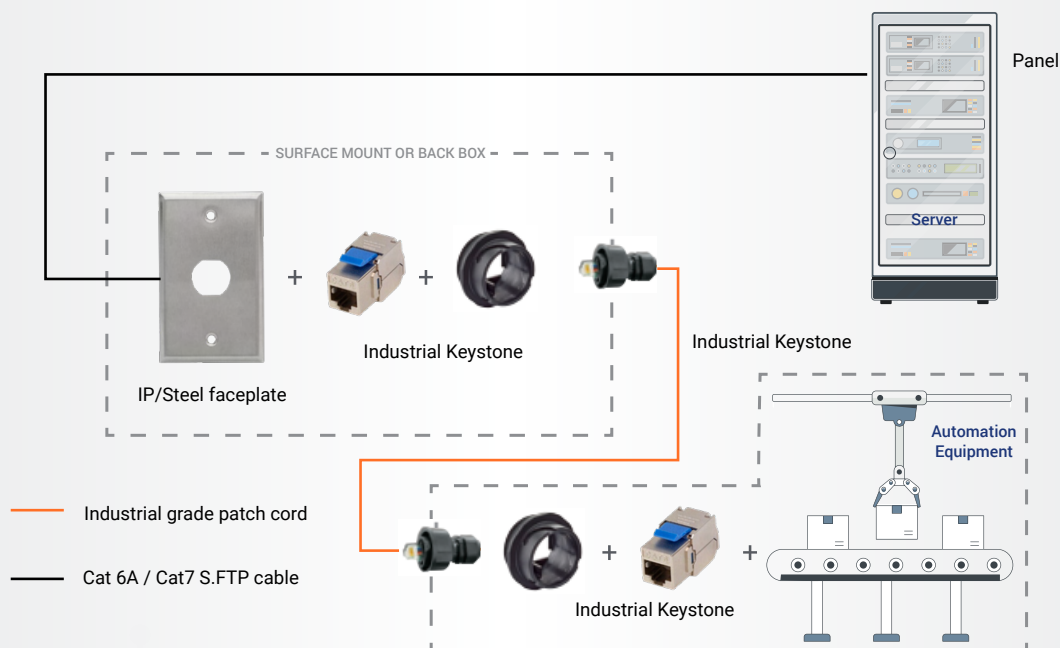 Panel
SURFACE MOUNT OR BACK BOX
Server
Industrial Keystone
Industrial Keystone
IP/Steel faceplate
Automation
Equipment
Industrial grade patch cord
Cat 6A / Cat7 S.FTP cable
Industrial Keystone